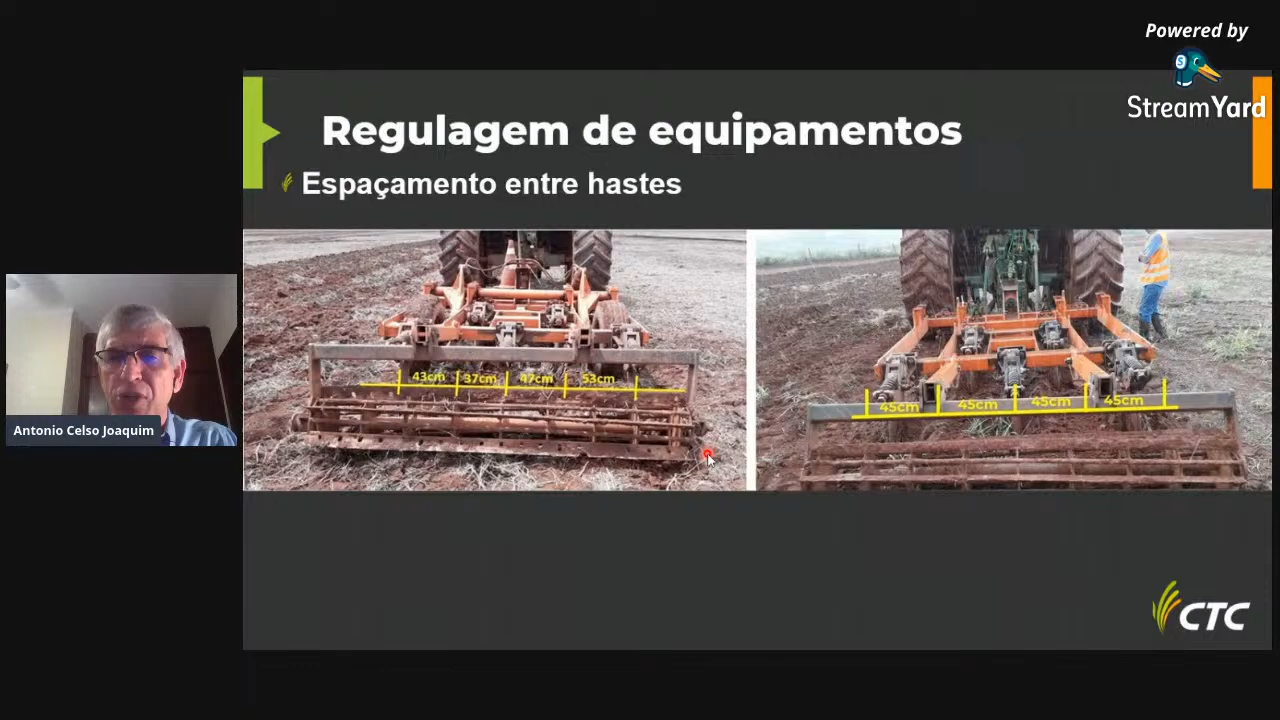 Powered by
StreamYard
Regulagem de equipamentos
Espaçamento entre hastes
43cm 37cm 47cm 53cm
45cm 45cm 45cm 45cm
Antonio Celso Joaquim
CTC